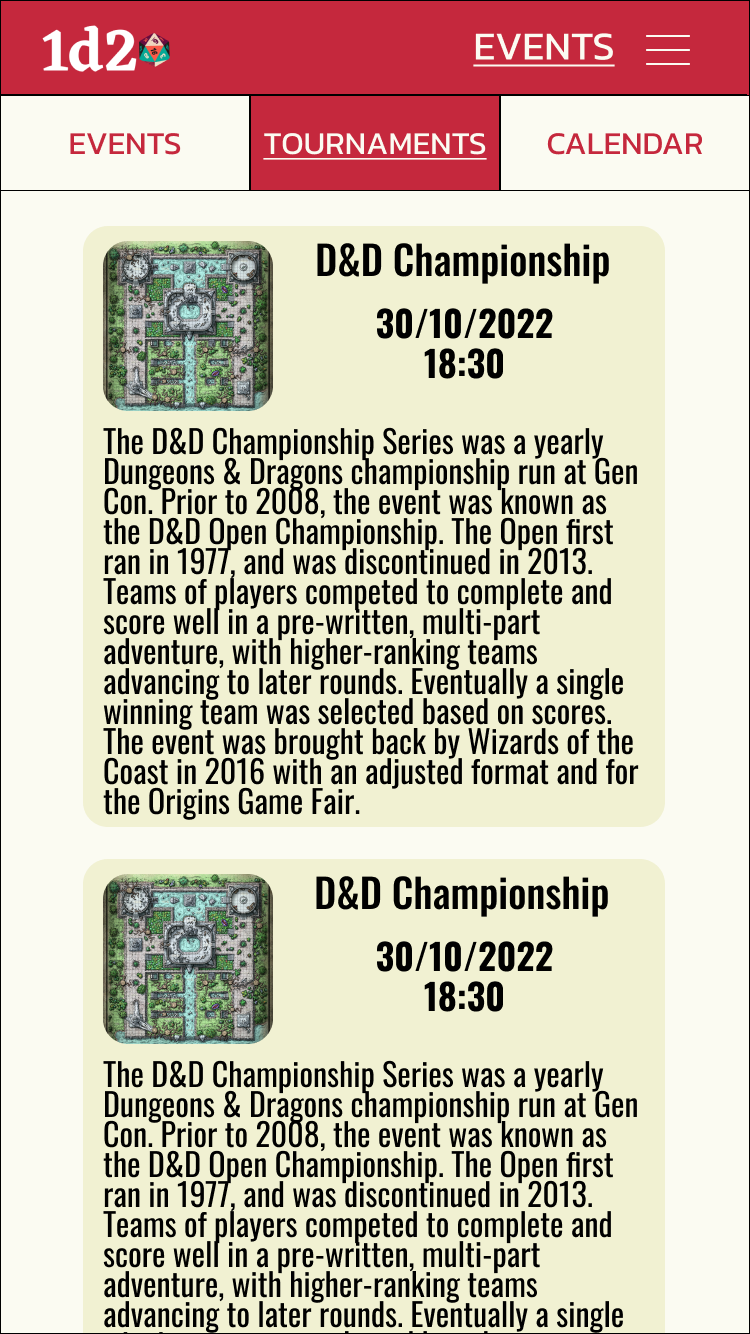 1d2
EVENTS
EVENTS
TOURNAMENTS
CALENDAR
D&D Championship
30/10/2022
18:30
The D&D Championship Series was a yearly
Dungeons & Dragons championship run at Gen
Con. Prior to 2008, the event was known as
the D&D Open Championship. The Open first
ran in 1977, and was discontinued in 2013.
Teams of players competed to complete and
score well in a pre-written, multi-part
adventure, with higher-ranking teams
advancing to later rounds. Eventually a single
winning team was selected based on scores.
The event was brought back by Wizards of the
Coast in 2016 with an adjusted format and for
the Origins Game Fair.
D&D Championship
30/10/2022
18:30
The D&D Championship Series was a yearly
Dungeons & Dragons championship run at Gen
Con. Prior to 2008, the event was known as
the D&D Open Championship. The Open first
ran in 1977, and was discontinued in 2013.
Teams of players competed to complete and
score well in a pre-written, multi-part
adventure, with higher-ranking teams
advancing to later rounds. Eventually a single